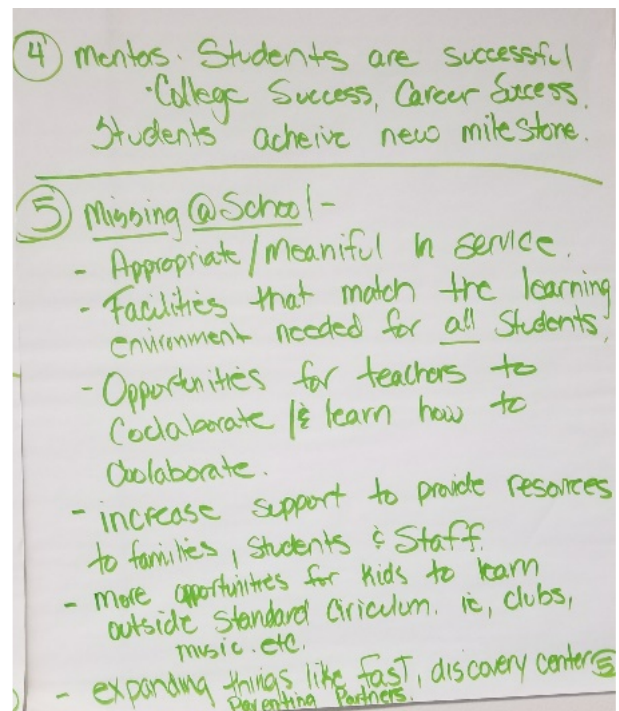 ④ Mentors. Students are successful
·College Success, Career Success.
Students acheive new milestone.
⑤ Missing @ School -
- Appropriate/Meaniful in service.
- Facilities that match the learning
environment needed for all Students.
- Opportunities for teachers to
Coclaborate /& learn how to
Coolaborate.
- increase support to provide resources
to families, Students & Staff.
- More opportunities for kids to learn
outside Standard Ciriculum. ie, clubs,
music. etc.
- expanding things like fast, discovery centers
Parenting Partners.